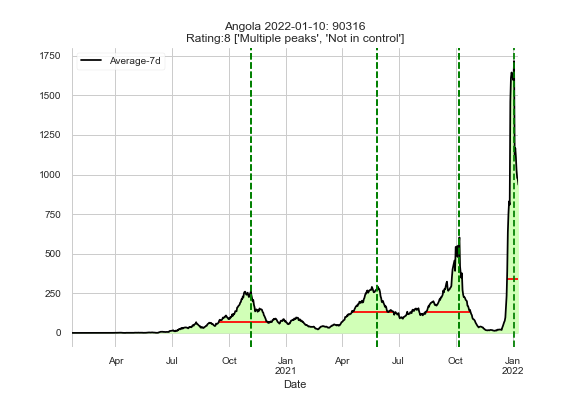 Angola 2022-01-10: 90316
Rating:8 ['Multiple peaks', 'Not in control']
Average-7d
1750
1500
1250
1000
750
500
250
0
Apr Jul Oct Jan Apr Jul Oct Jan
2021 2022
Date